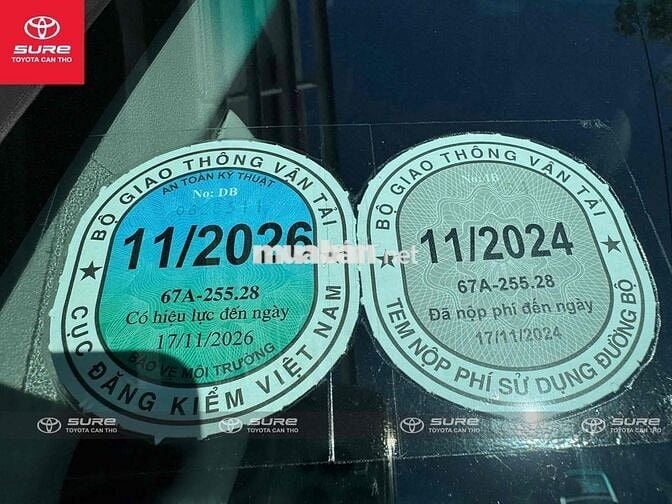 TOYOTA
SURE
TOYOTA CAN THO
BỘ GIAO THÔNG VẬN TẢI
AN TOÀN KỸ THUẬT
No: DB
11/2026
67A-255.28
Có hiệu lực đến ngày
17/11/2026
BẢO VỆ MÔI TRƯỜNG
CỤC ĐĂNG KIỂM VIỆT NAM
BỘ GIAO THÔNG VẬN TẢI
11/2024
67A-255.28
Đã nộp phí đến ngày
17/11/2024
TEM NỘP PHÍ SỬ DỤNG ĐƯỜNG BỘ
muaban.net
SURE
TOYOTA CAN THO
SURE
TOYOTA CAN THO
SURE
TOYOTA CAN THO